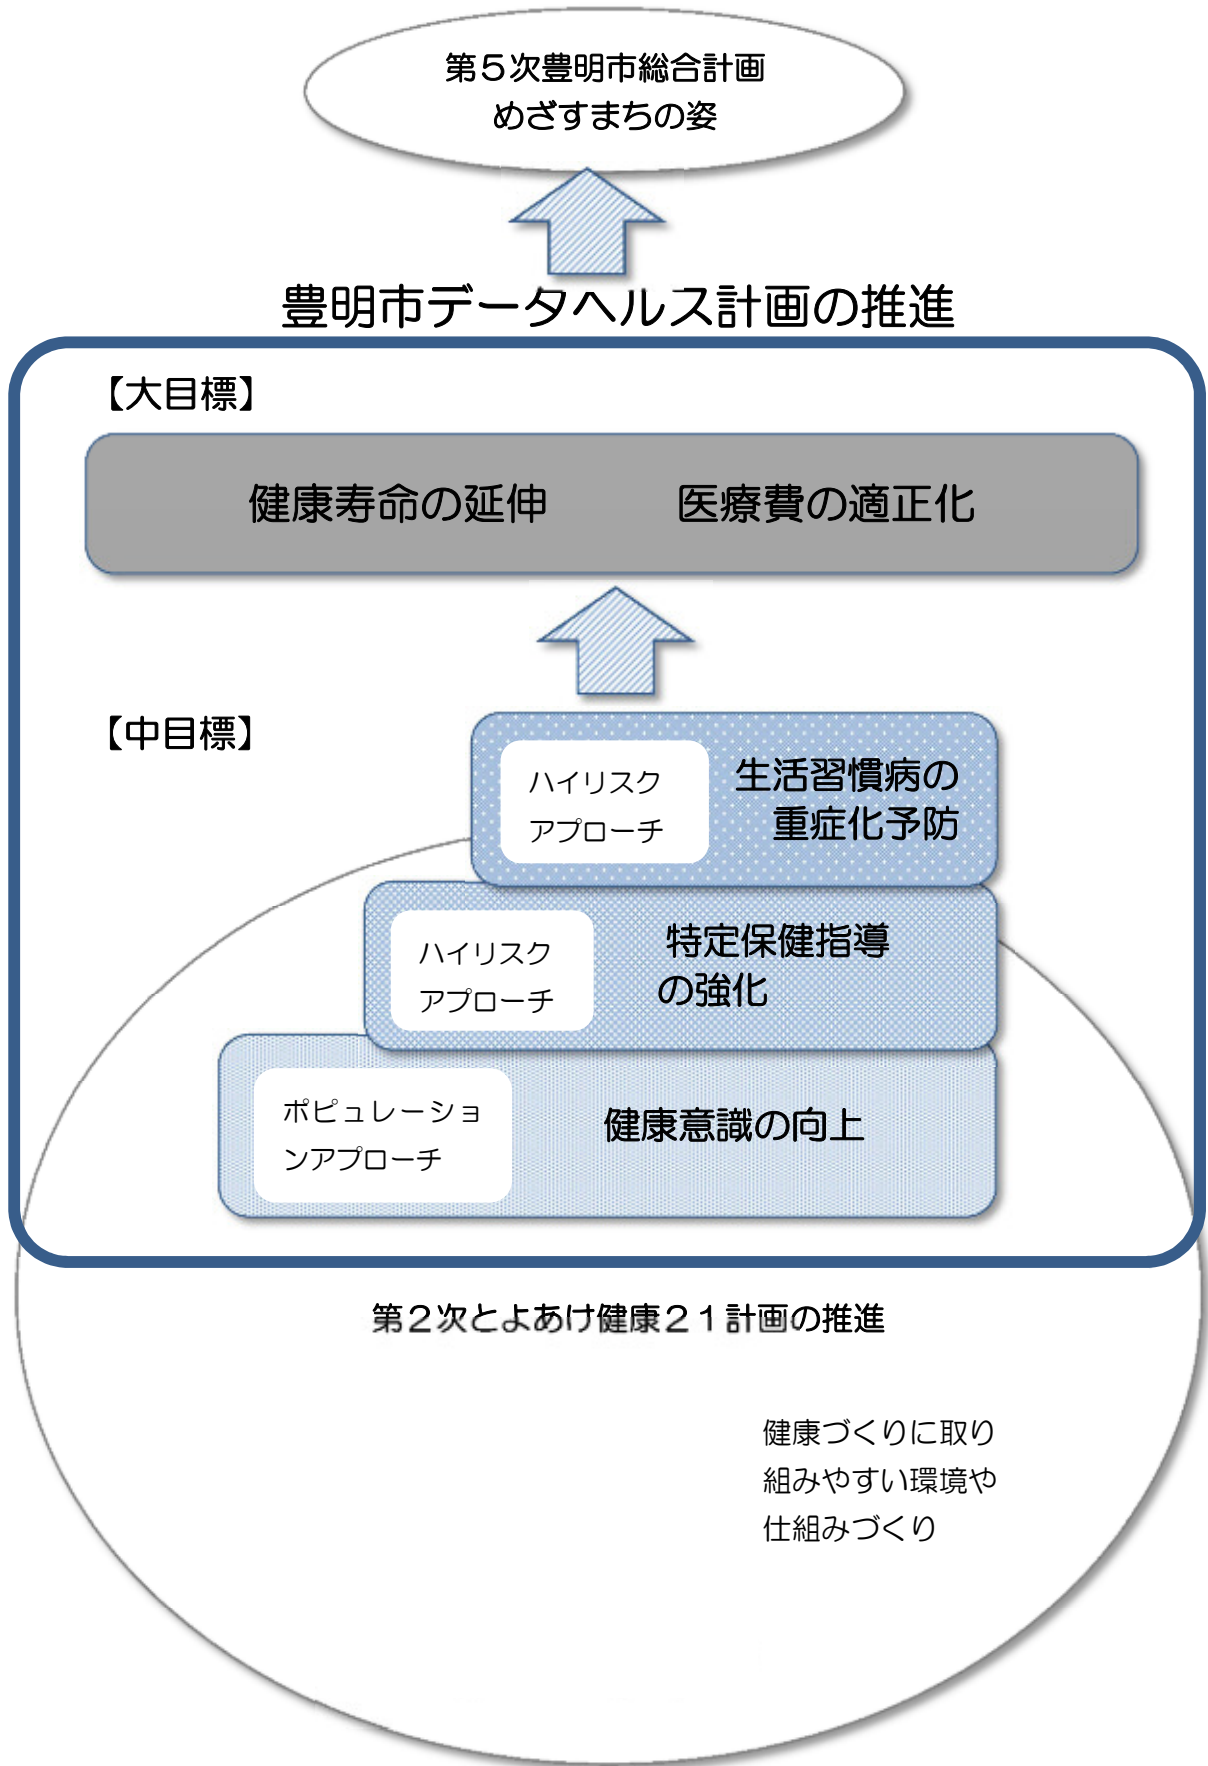 第５次豊明市総合計画
めざすまちの姿
豊明市データヘルス計画の推進
【大目標】
健康寿命の延伸　医療費の適正化
【中目標】
ハイリスク
アプローチ
生活習慣病の
重症化予防
ハイリスク
アプローチ
特定保健指導
の強化
ポピュレーショ
ンアプローチ
健康意識の向上
第２次とよあけ健康２１計画の推進
健康づくりに取り
組みやすい環境や
仕組みづくり